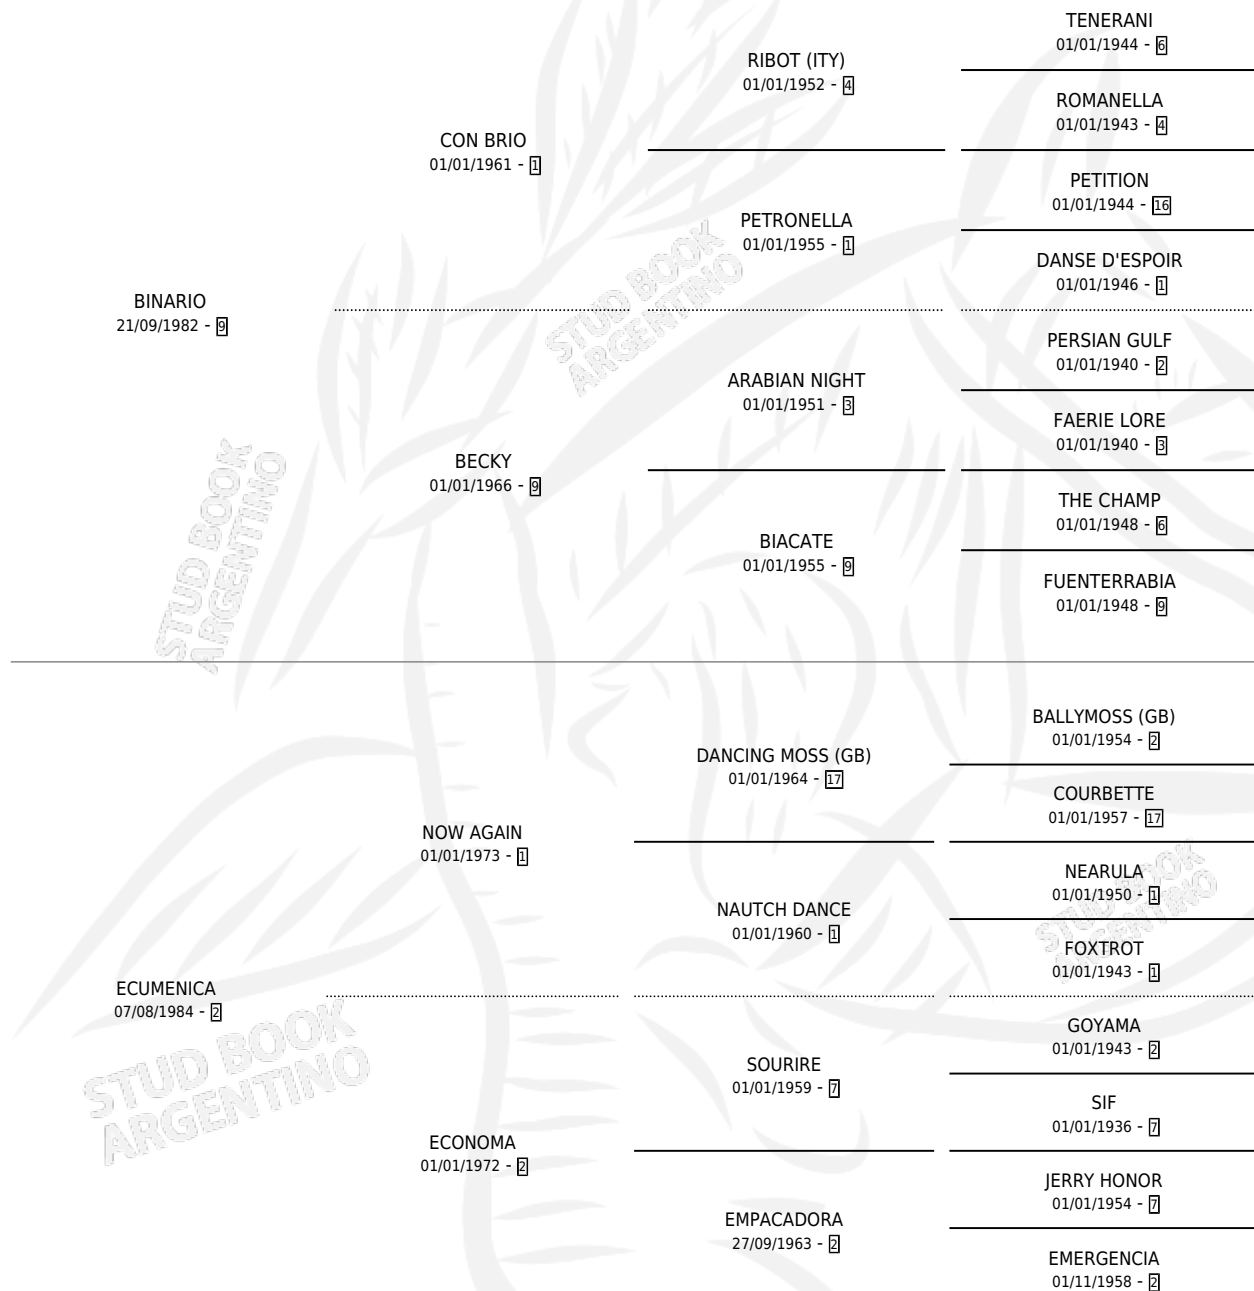 TENERANI
01/01/1944 - 6
RIBOT (ITY)
01/01/1952 - 4
ROMANELLA
01/01/1943 - 4
CON BRIO
01/01/1961 - 1
PETITION
01/01/1944 - 16
PETRONELLA
01/01/1955 - 1
DANSE D'ESPOIR
01/01/1946 - 1
BINARIO
21/09/1982 - 9
STUD BOOK
ARGENTINO
PERSIAN GULF
01/01/1940 - 2
ARABIAN NIGHT
01/01/1951 - 3
FAERIE LORE
01/01/1940 - 3
BECKY
01/01/1966 - 9
THE CHAMP
01/01/1948 - 6
BIACATE
01/01/1955 - 9
FUENTERRABIA
01/01/1948 - 9
STUD BOOK
ARGENTINO
BALLYMOSS (GB)
01/01/1954 - 2
DANCING MOSS (GB)
01/01/1964 - 17
COURBETTE
01/01/1957 - 17
NOW AGAIN
01/01/1973 - 1
NEARULA
01/01/1950 - 1
NAUTCH DANCE
01/01/1960 - 1
STUD BOOK
ARGENTINO
FOXTROT
01/01/1943 - 1
ECUMENICA
07/08/1984 - 2
GOYAMA
01/01/1943 - 2
SOURIRE
01/01/1959 - 7
STUD BOOK
ARGENTINO
SIF
01/01/1936 - 7
ECONOMA
01/01/1972 - 2
JERRY HONOR
01/01/1954 - 7
EMPACADORA
27/09/1963 - 2
EMERGENCIA
01/11/1958 - 2